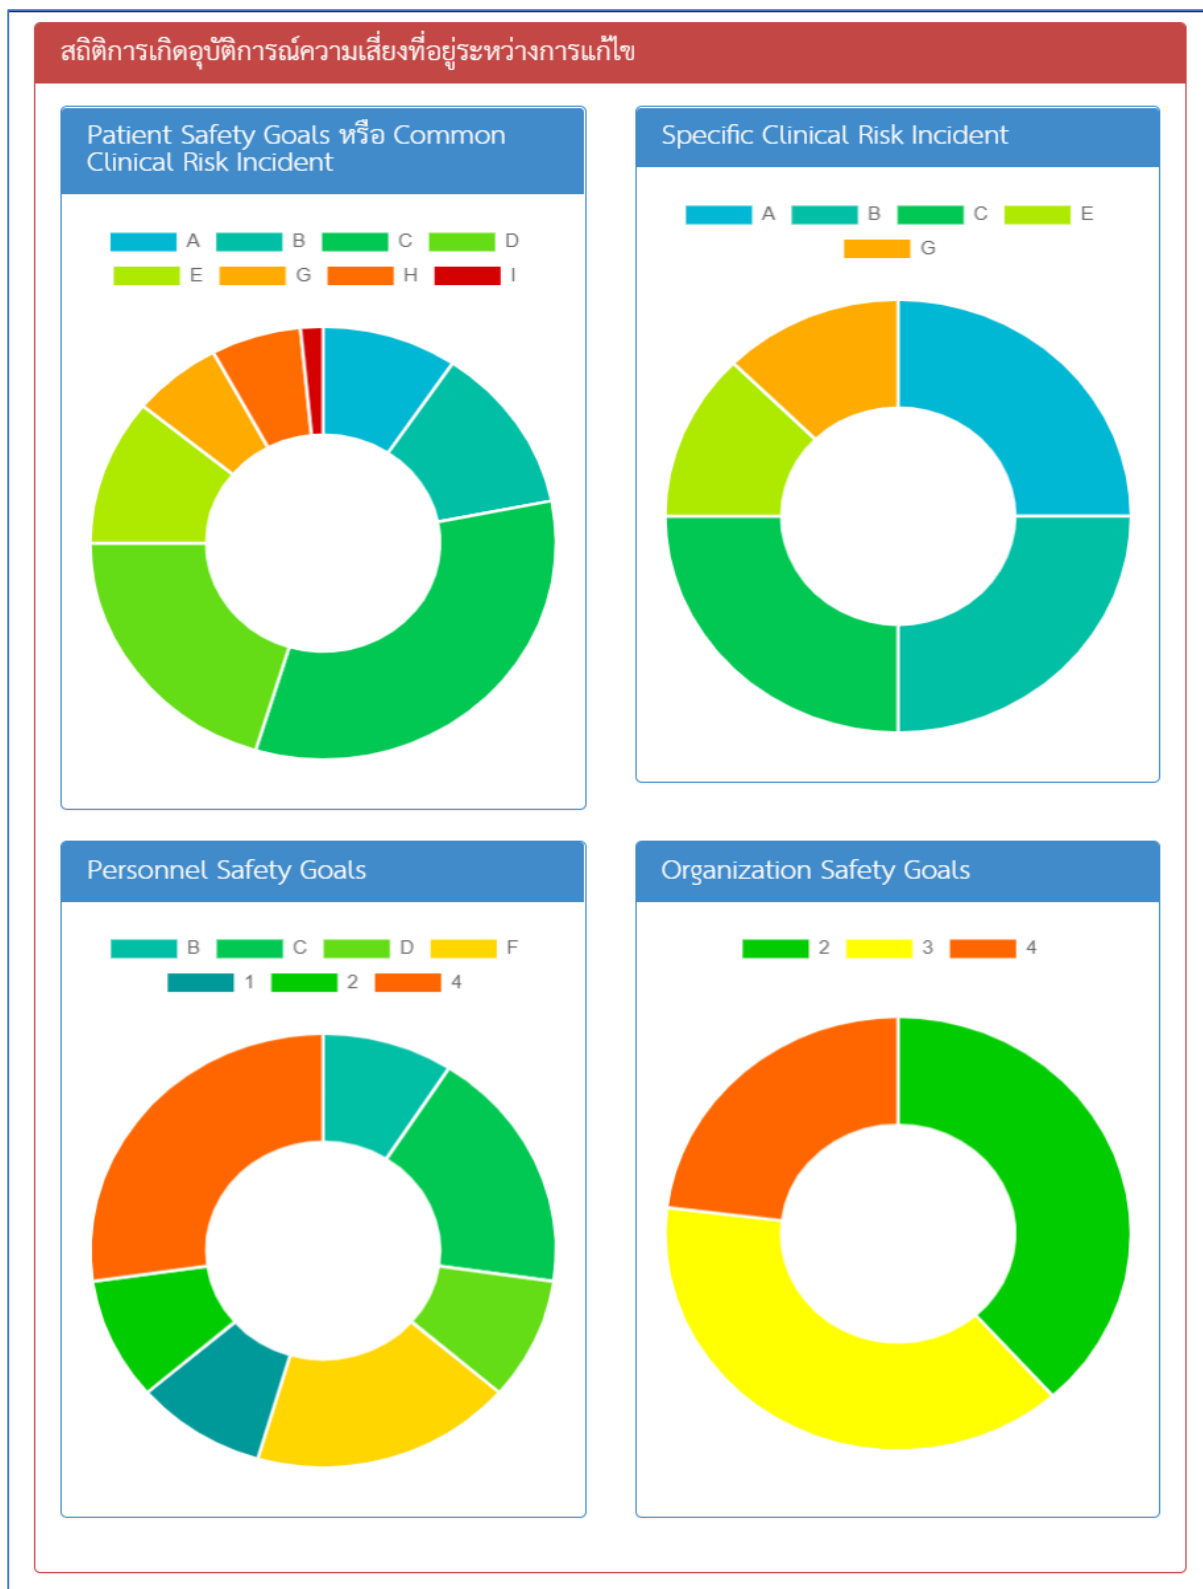 สถิติการเกิดอุบัติการณ์ความเสี่ยงที่อยู่ระหว่างการแก้ไข
Patient Safety Goals หรือ Common
Clinical Risk Incident
A B C D
E G H I
Specific Clinical Risk Incident
A B C E
G
Personnel Safety Goals
B C D F
1 2 4
Organization Safety Goals
2 3 4